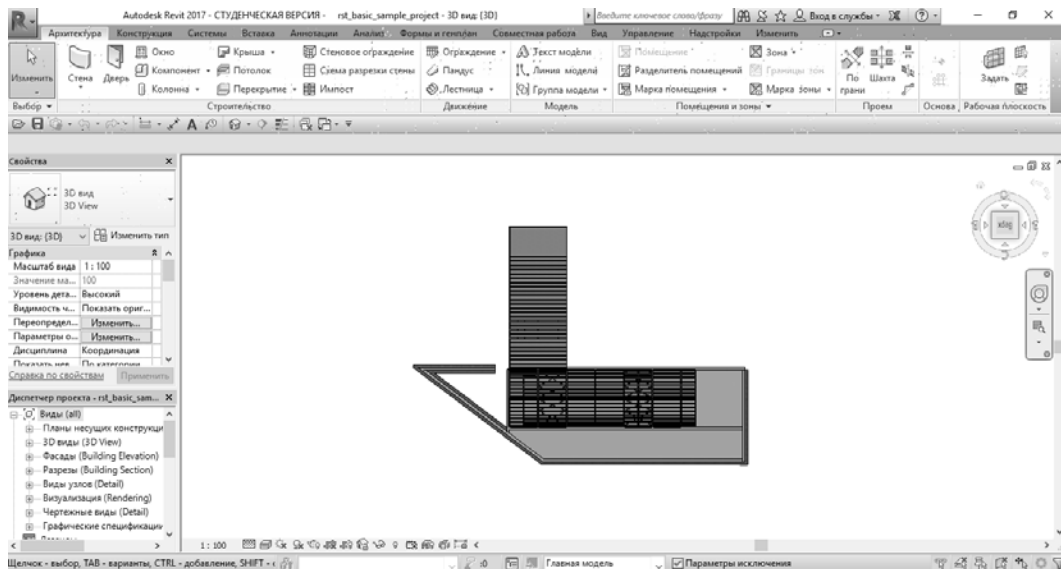 Autodesk Revit 2017 - СТУДЕНЧЕСКАЯ ВЕРСИЯ - rst_basic_sample_project - 3D вид: {3D}
Введите ключевое слово/фразу
Вход в службы
Архитектура Конструкция Системы Вставка Аннотации Анализ Формы и генплан Совместная работа Вид Управление Надстройки Изменить
Изменить
Стена Дверь
Окно
Компонент
Колонна
Крыша
Потолок
Перекрытие
Стеновое ограждение
Схема разрезки стены
Импост
Ограждение
Пандус
Лестница
Текст модели
Линия модели
Группа модели
Помещение
Разделитель помещений
Марка помещения
Зона
Границы зон
Марка зоны
По грани
Шахта
Задать
Выбор Строительство Движение Модель Помещения и зоны Проем Основа Рабочая плоскость
Свойства
3D вид
3D View
3D вид: {3D} Изменить тип
Графика
Масштаб вида 1 : 100
Значение ма... 100
Уровень дета... Высокий
Видимость ч... Показать ориг...
Переопредел... Изменить...
Параметры о... Изменить...
Дисциплина Координация
Показать нев... По категории
Справка по свойствам Применить
Диспетчер проекта - rst_basic_sam...
Виды (all)
Планы несущих конструкци
3D виды (3D View)
Фасады (Building Elevation)
Разрезы (Building Section)
Виды узлов (Detail)
Визуализация (Rendering)
Чертежные виды (Detail)
Графические спецификации
1 : 100
Щелчок - выбор, TAB - варианты, CTRL - добавление, SHIFT - с
:0
Главная модель
Параметры исключения